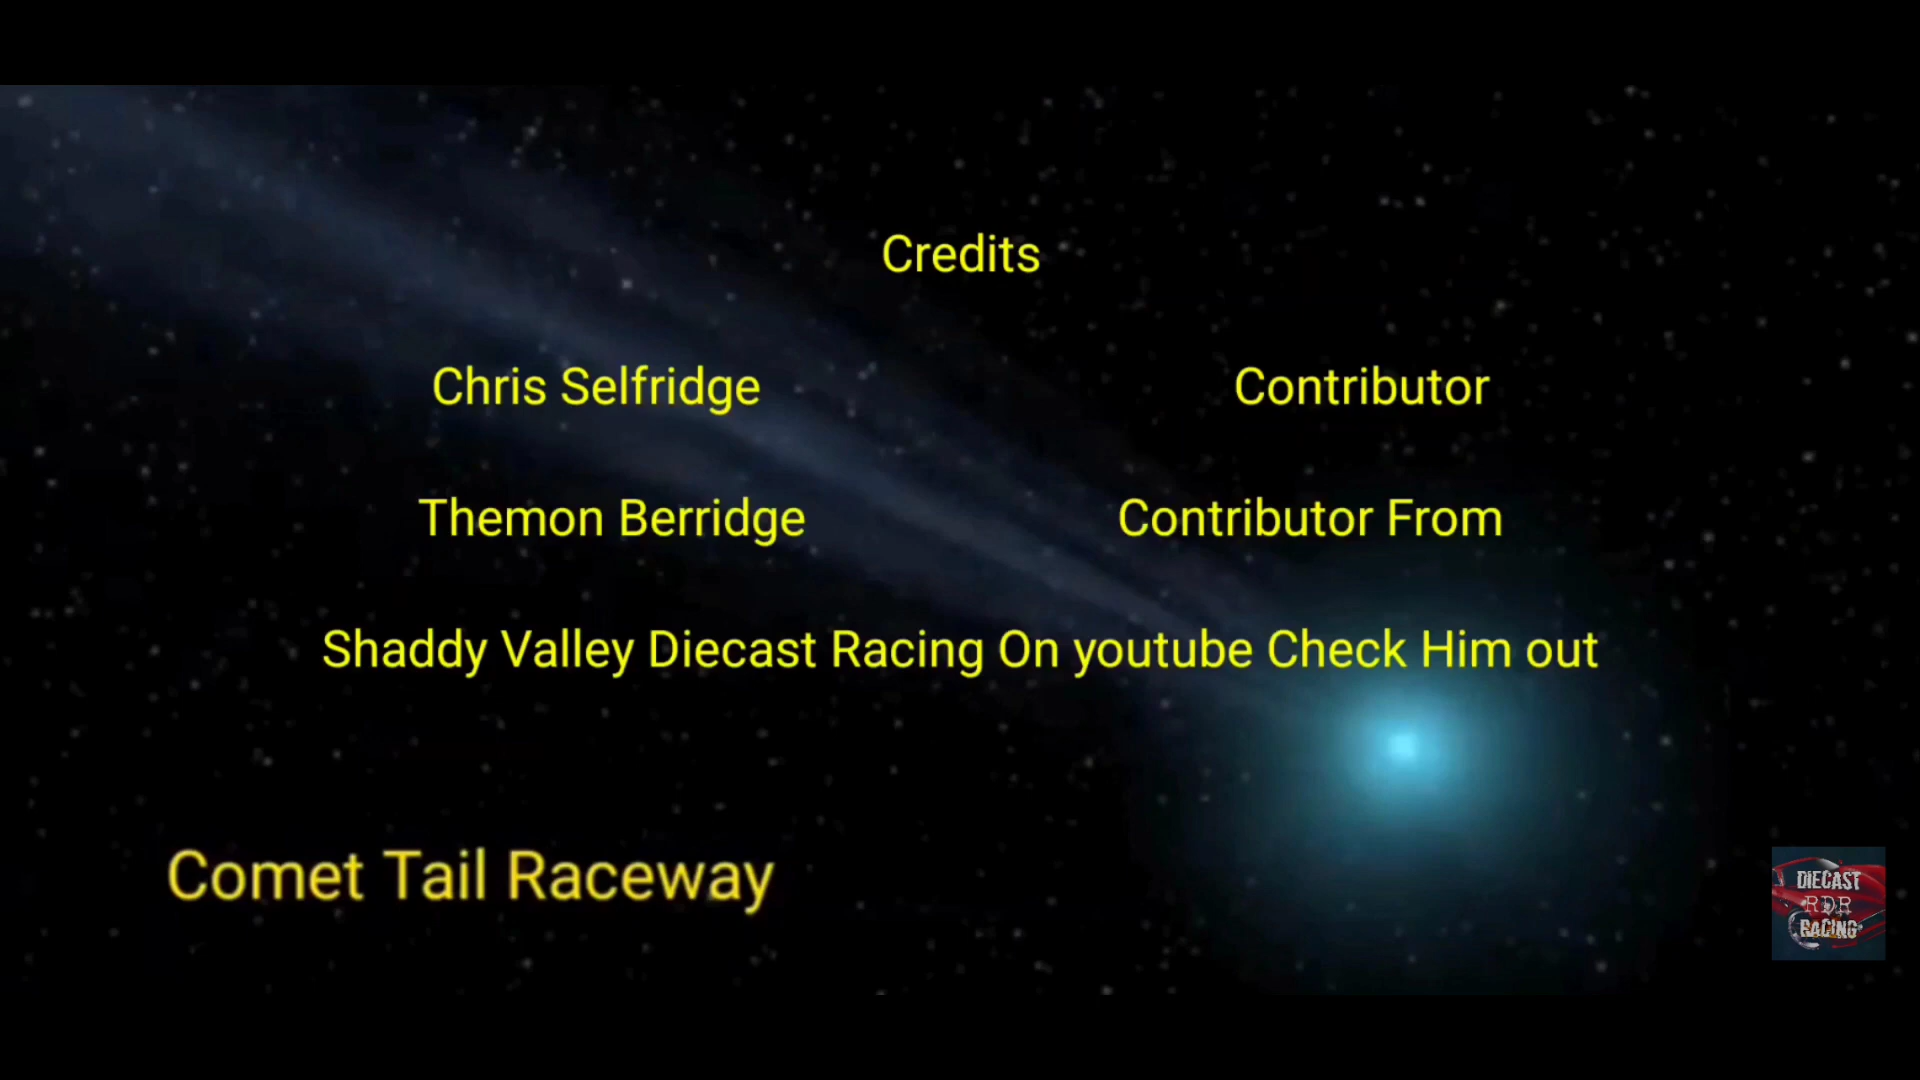 Credits
Chris Selfridge Contributor
Themon Berridge Contributor From
Shaddy Valley Diecast Racing On youtube Check Him out
Comet Tail Raceway
DIECAST
RDR
RACING